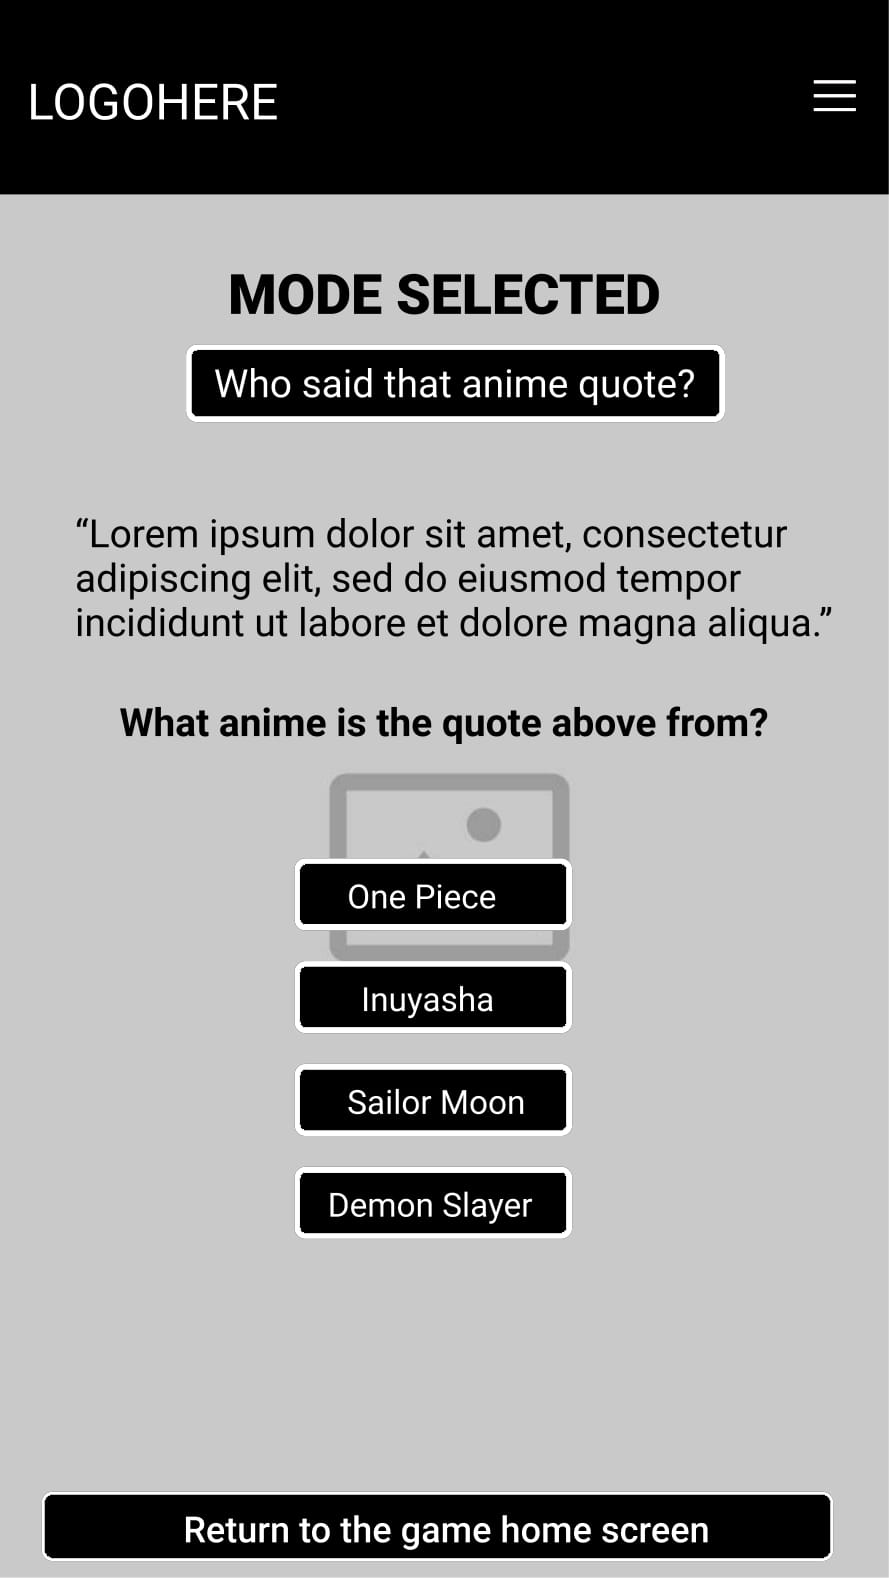 LOGOHERE
MODE SELECTED
Who said that anime quote?
“Lorem ipsum dolor sit amet, consectetur
adipiscing elit, sed do eiusmod tempor
incididunt ut labore et dolore magna aliqua.”
What anime is the quote above from?
One Piece
Inuyasha
Sailor Moon
Demon Slayer
Return to the game home screen